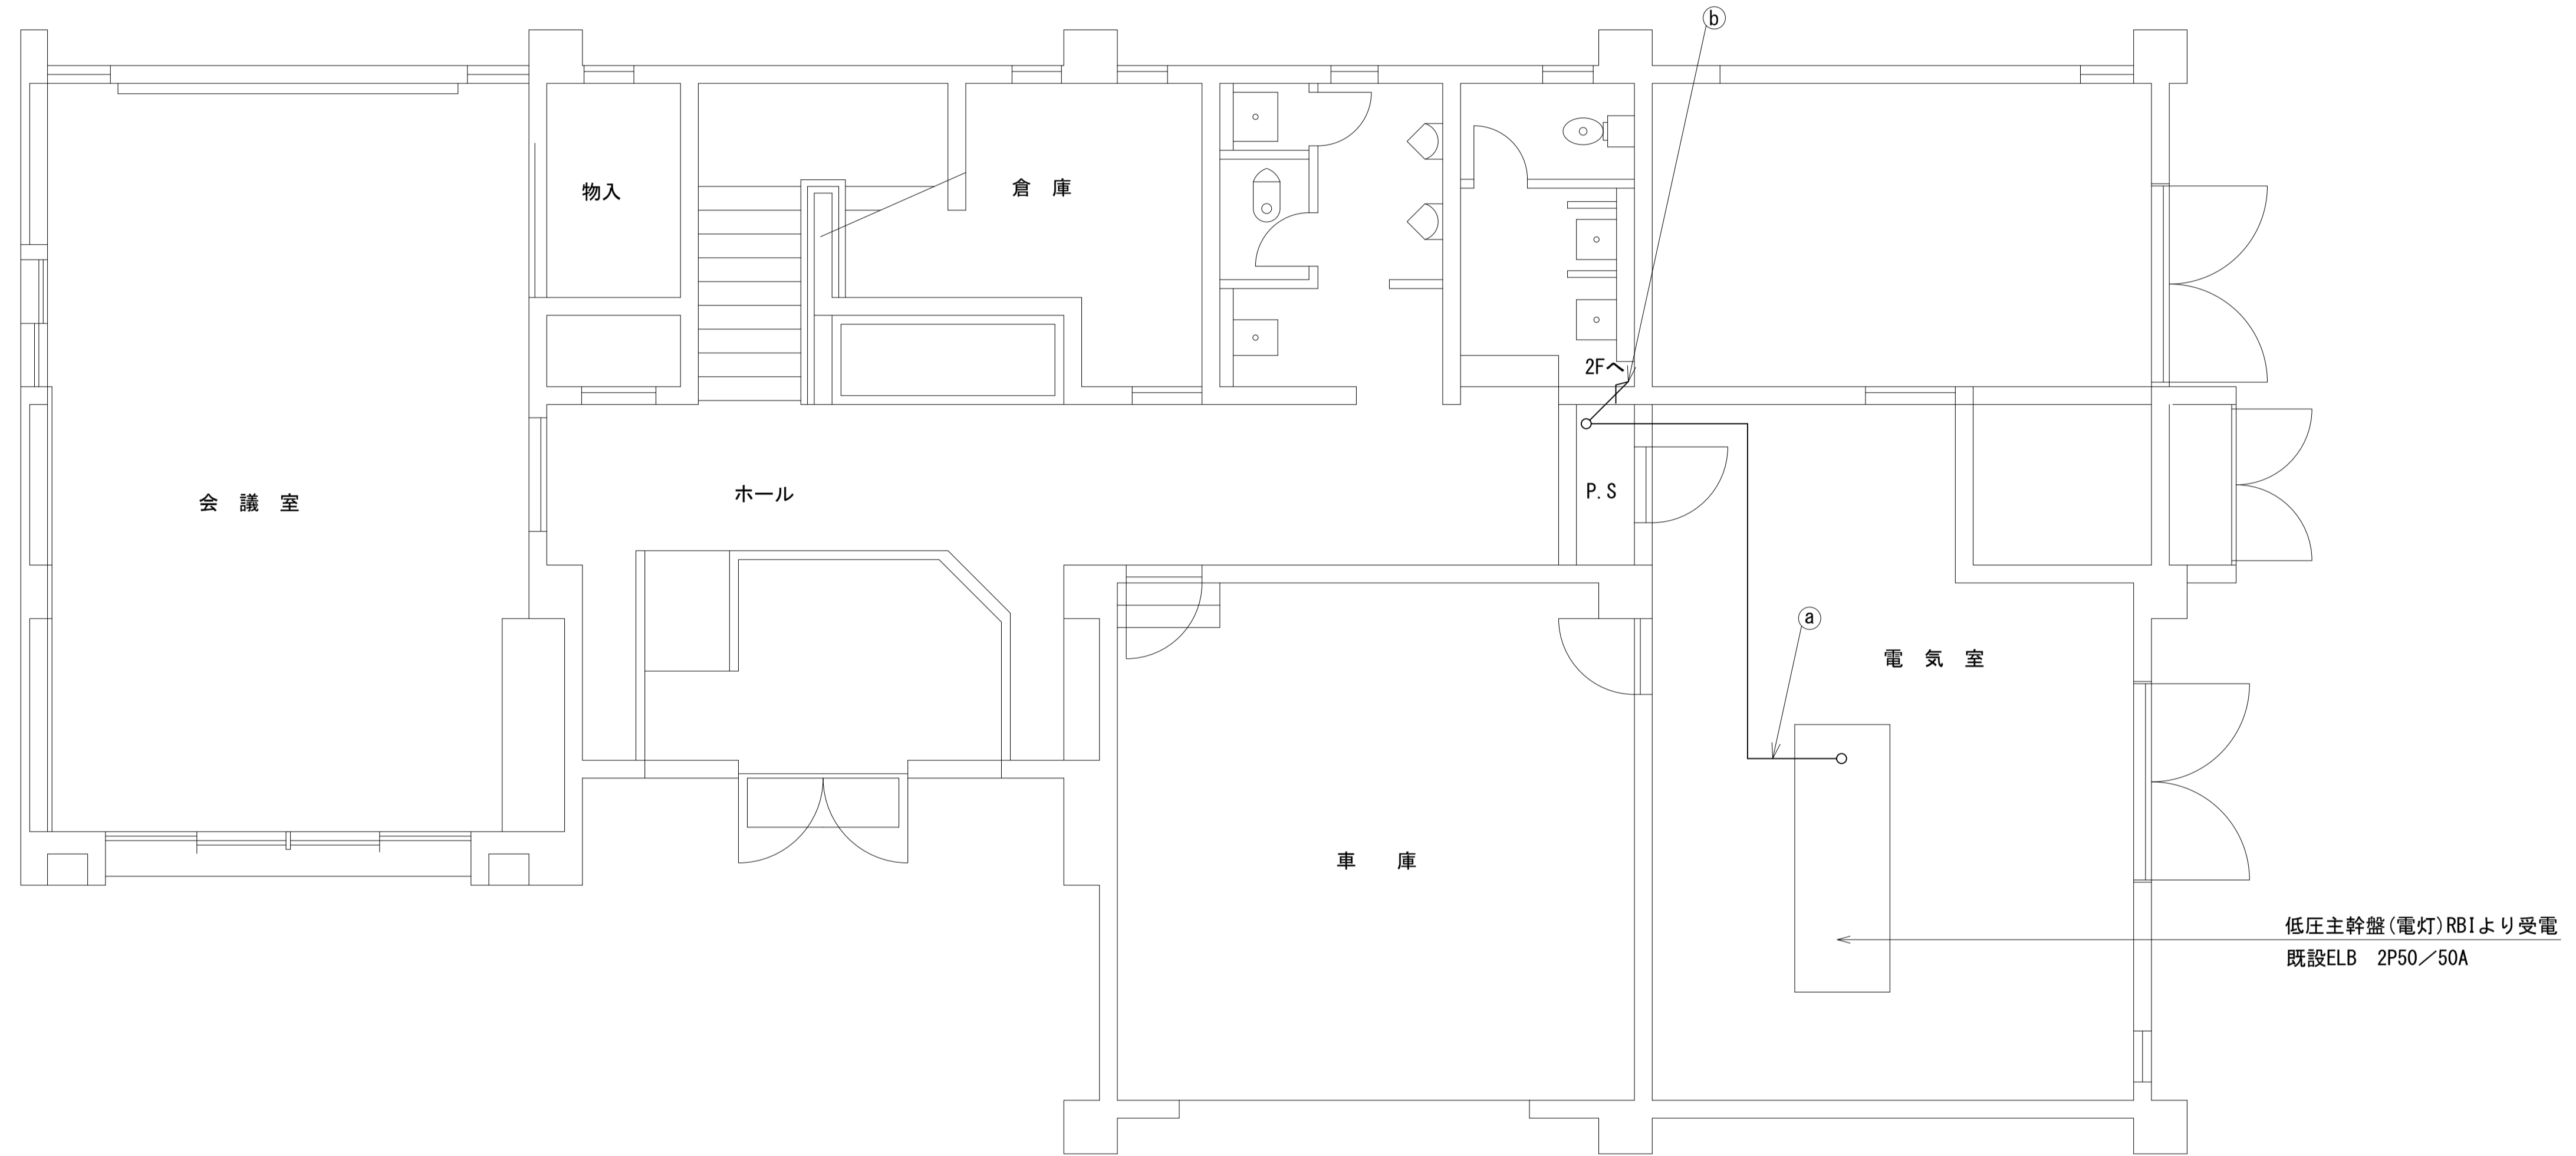 ⓑ
物入
倉　庫
2Fへ
会　議　室
ホール
P.S
ⓐ
電　気　室
車　　庫
低圧主幹盤(電灯)RBIより受電
既設ELB　2P50／50A